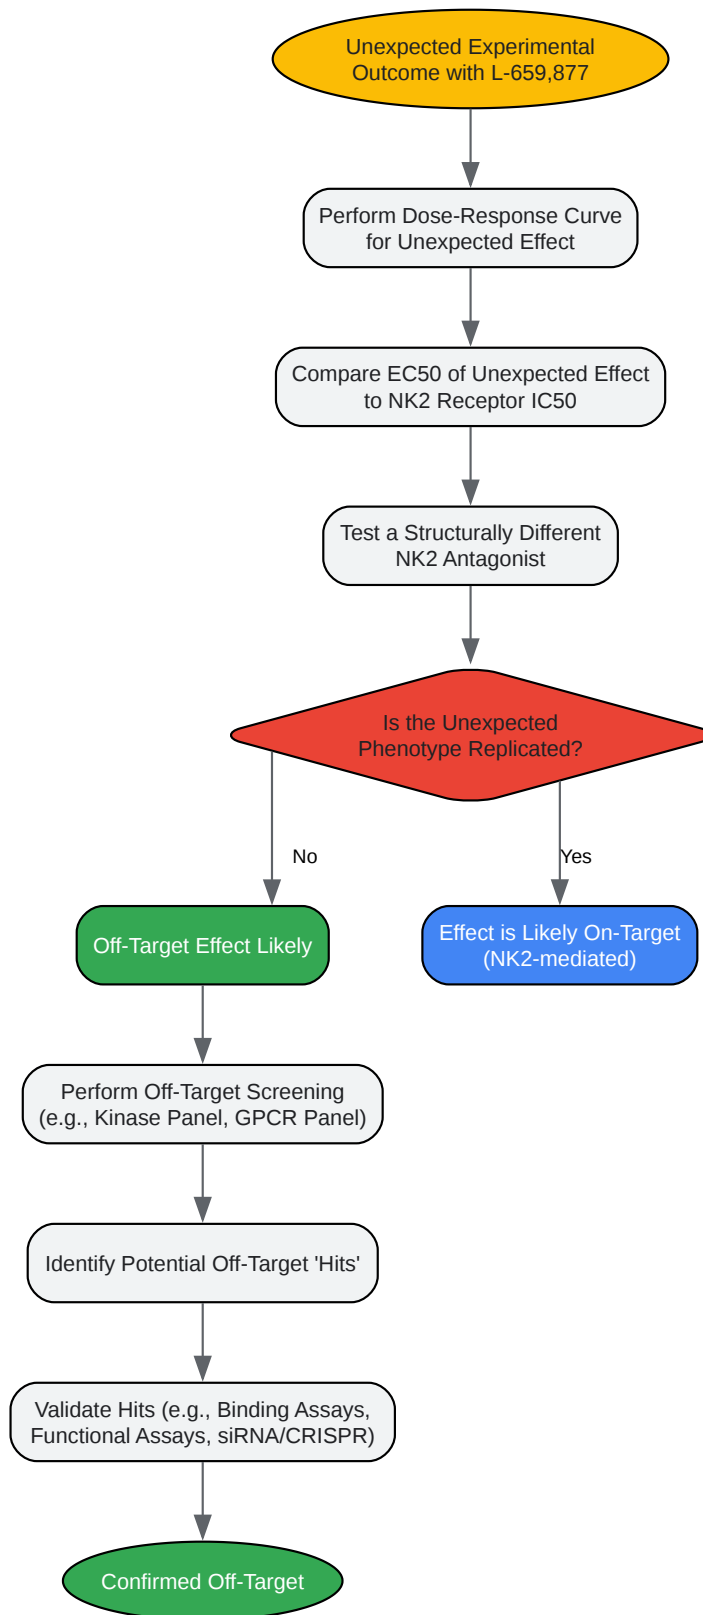 Unexpected Experimental
Outcome with L-659,877
Perform Dose-Response Curve
for Unexpected Effect
Compare EC50 of Unexpected Effect
to NK2 Receptor IC50
Test a Structurally Different
NK2 Antagonist
Is the Unexpected
Phenotype Replicated?
No
Yes
Off-Target Effect Likely
Effect is Likely On-Target
(NK2-mediated)
Perform Off-Target Screening
(e.g., Kinase Panel, GPCR Panel)
Identify Potential Off-Target 'Hits'
Validate Hits (e.g., Binding Assays,
Functional Assays, siRNA/CRISPR)
Confirmed Off-Target